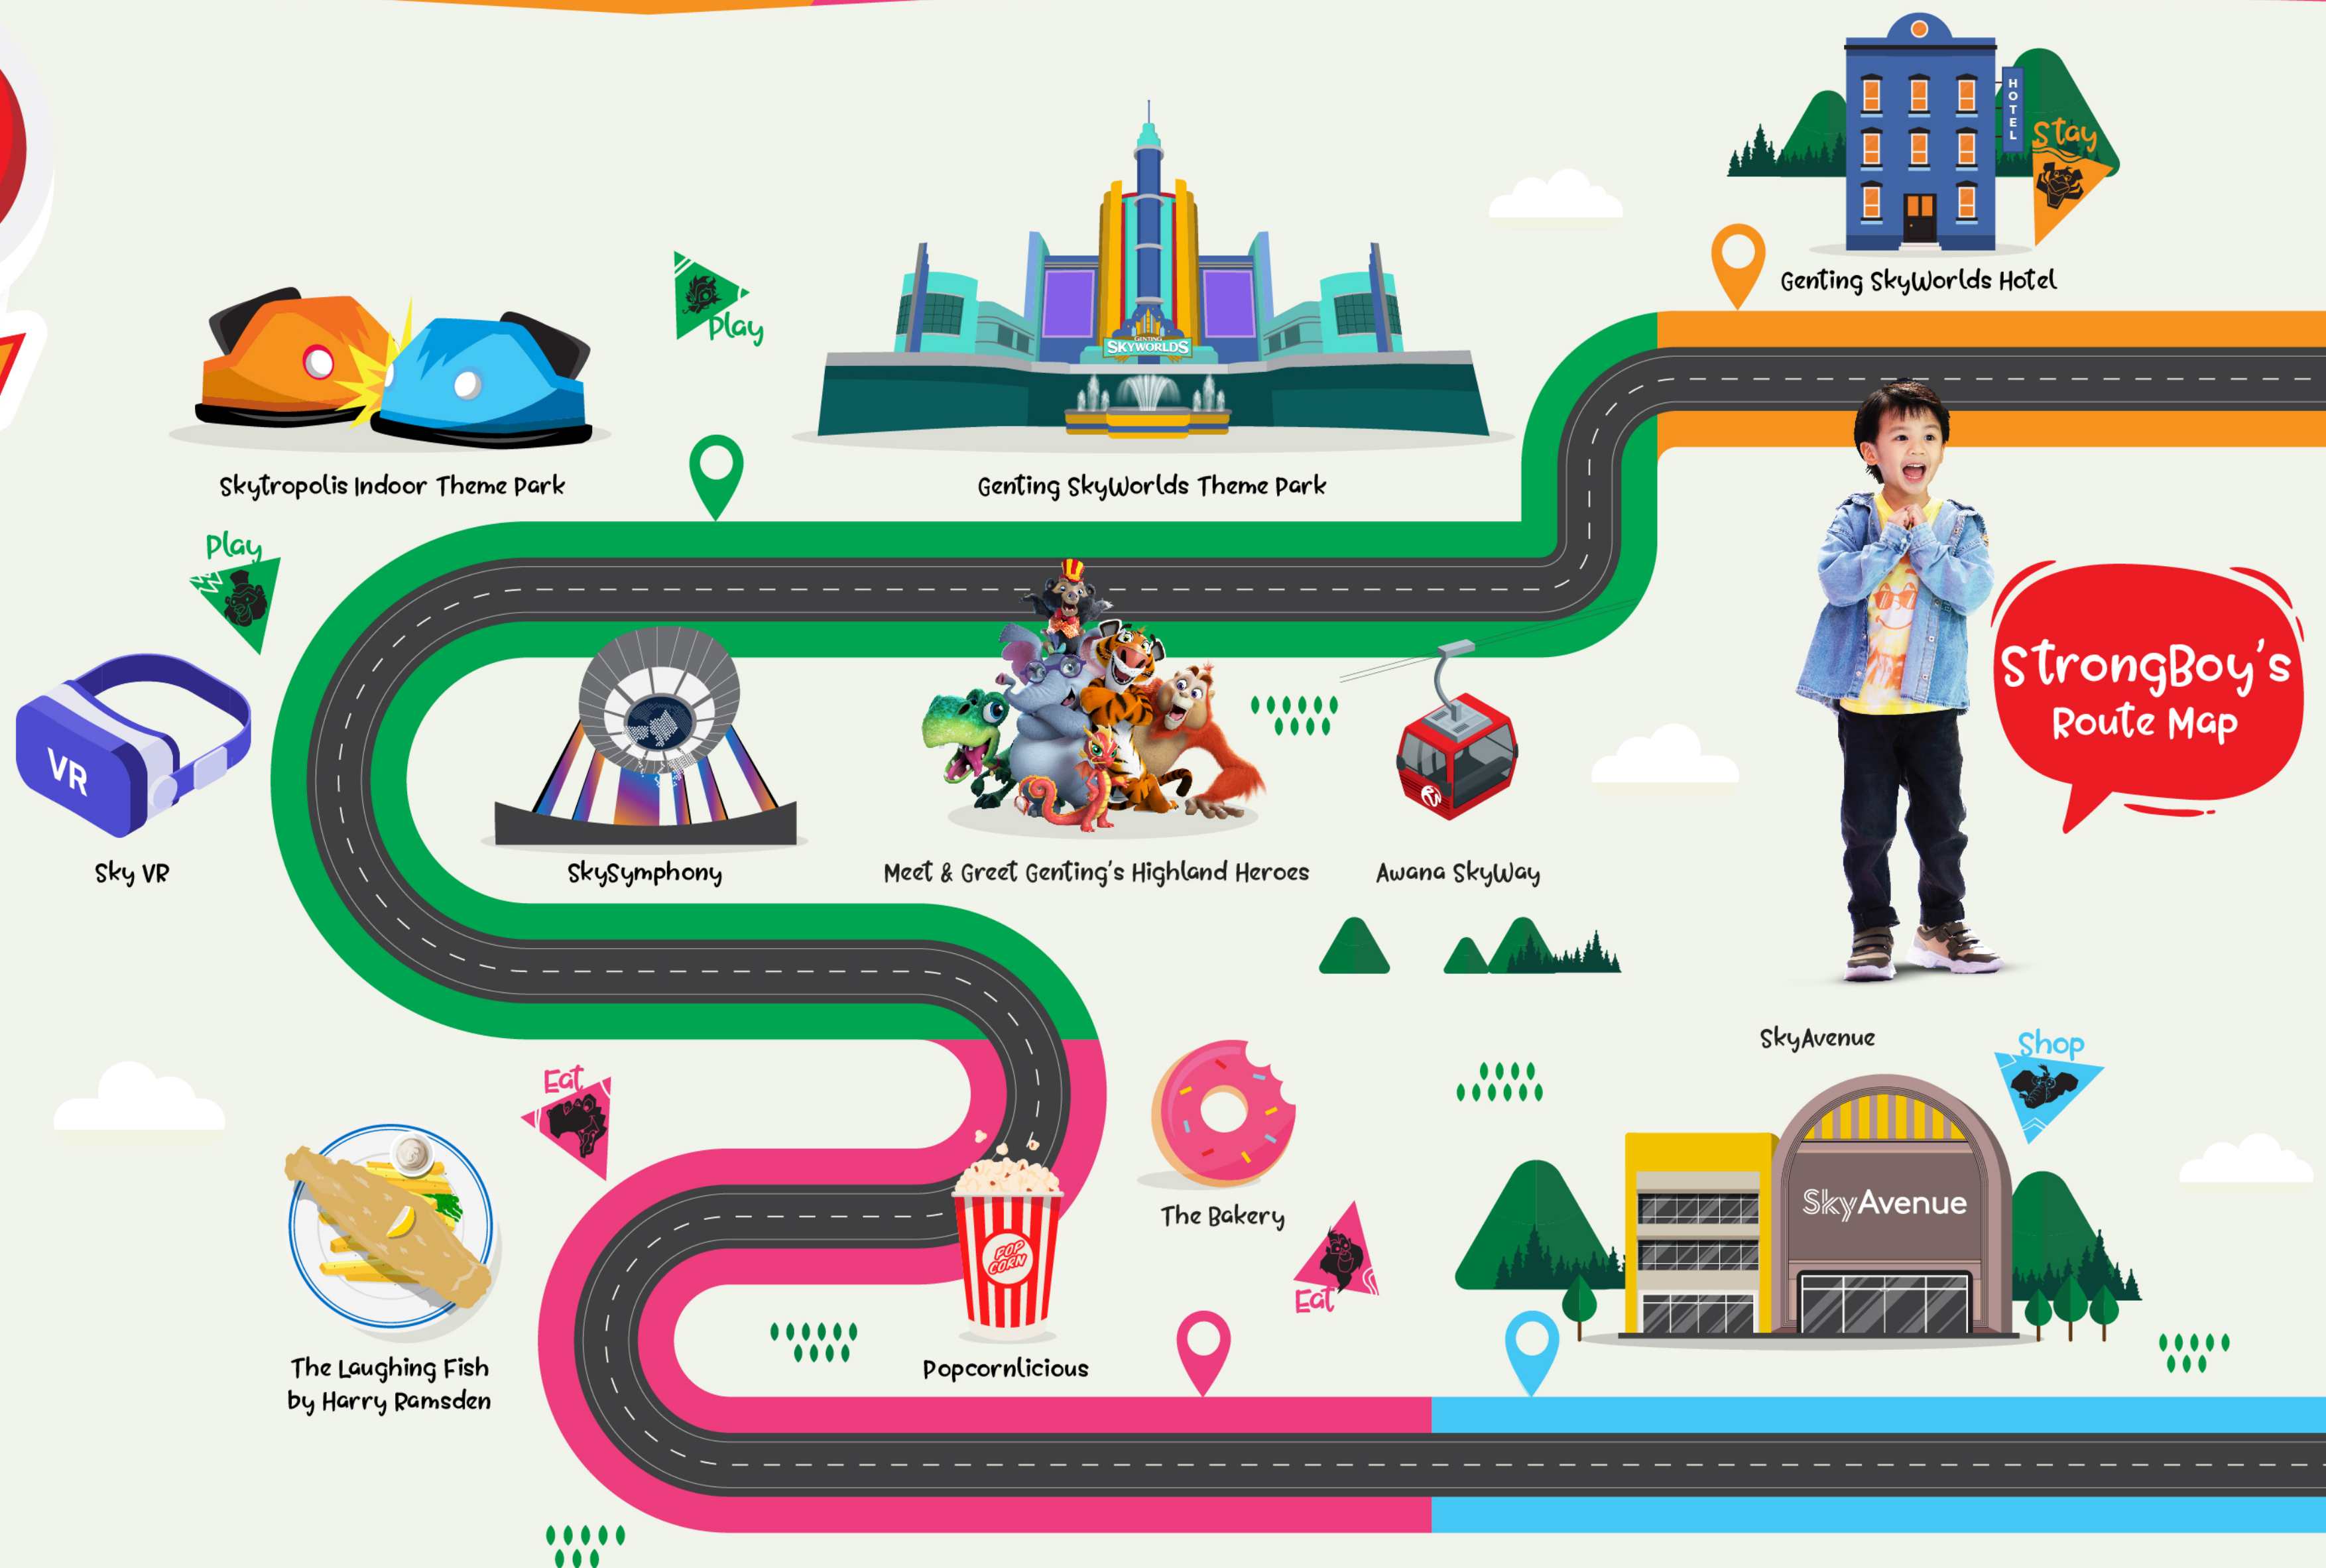 HOTEL
Stay
Genting SkyWorlds Hotel
Play
GENTING
SKYWORLDS
Skytropolis Indoor Theme Park
Genting SkyWorlds Theme Park
Play
StrongBoy's
Route Map
VR
Sky VR
SkySymphony
Meet & Greet Genting's Highland Heroes
Awana SkyWay
SkyAvenue
Shop
Eat
SkyAvenue
The Bakery
POP
CORN
Eat
The Laughing Fish
by Harry Ramsden
Popcornlicious